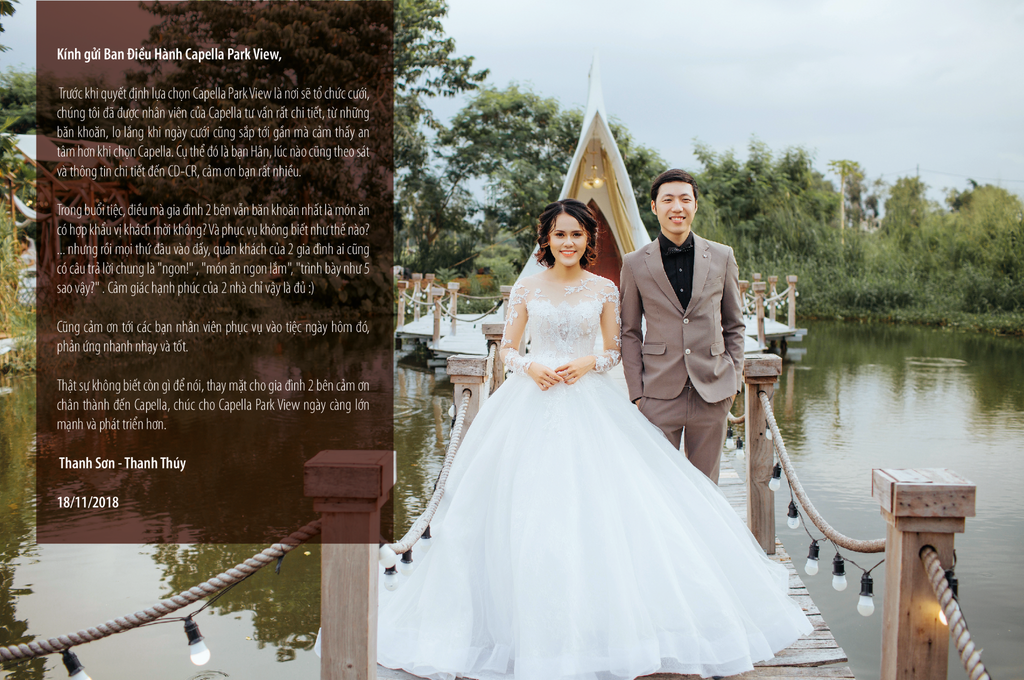 Kính gửi Ban Điều Hành Capella Park View,
Trước khi quyết định lựa chọn Capella Park View là nơi sẽ tổ chức cưới,
chúng tôi đã được nhân viên của Capella tư vấn rất chi tiết, từ những
băn khoăn, lo lắng khi ngày cưới cũng sắp tới gần mà cảm thấy an
tâm hơn khi chọn Capella. Cụ thể đó là bạn Hân, lúc nào cũng theo sát
và thông tin chi tiết đến CD-CR, cảm ơn bạn rất nhiều.
Trong buổi tiệc, điều mà gia đình 2 bên vẫn băn khoăn nhất là món ăn
có hợp khẩu vị khách mời không? Và phục vụ không biết như thế nào?
... nhưng rồi mọi thứ đâu vào đấy, quan khách của 2 gia đình ai cũng
có câu trả lời chung là "ngon!" , "món ăn ngon lắm", "trình bày như 5
sao vậy?" . Cảm giác hạnh phúc của 2 nhà chỉ vậy là đủ :)
Cũng cảm ơn tới các bạn nhân viên phục vụ vào tiệc ngày hôm đó,
phản ứng nhanh nhạy và tốt.
Thật sự không biết còn gì để nói, thay mặt cho gia đình 2 bên cảm ơn
chân thành đến Capella, chúc cho Capella Park View ngày càng lớn
mạnh và phát triển hơn.
Thanh Sơn - Thanh Thúy
18/11/2018